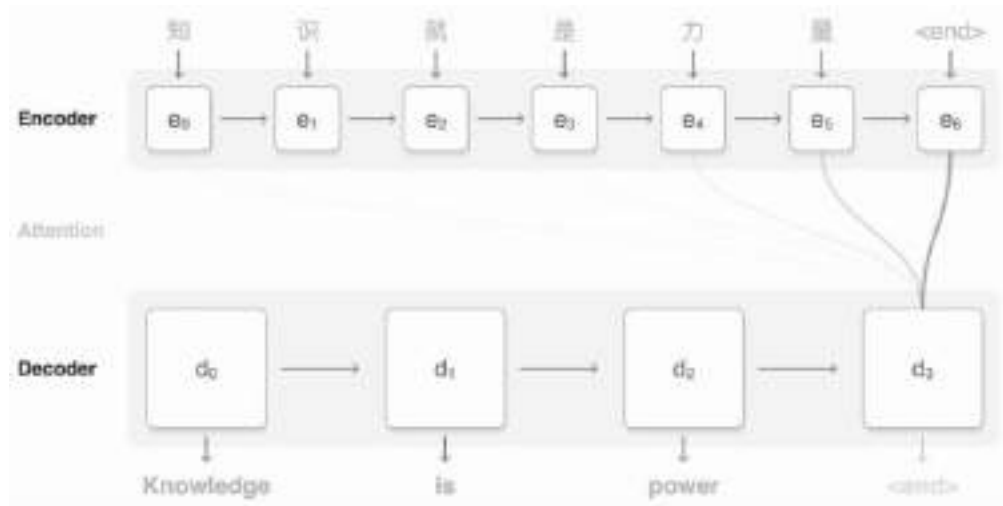 知 识 就 是 力 量 <end>
Encoder e₀ e₁ e₂ e₃ e₄ e₅ e₆
Attention
Decoder d₀ d₁ d₂ d₃
Knowledge is power <end>